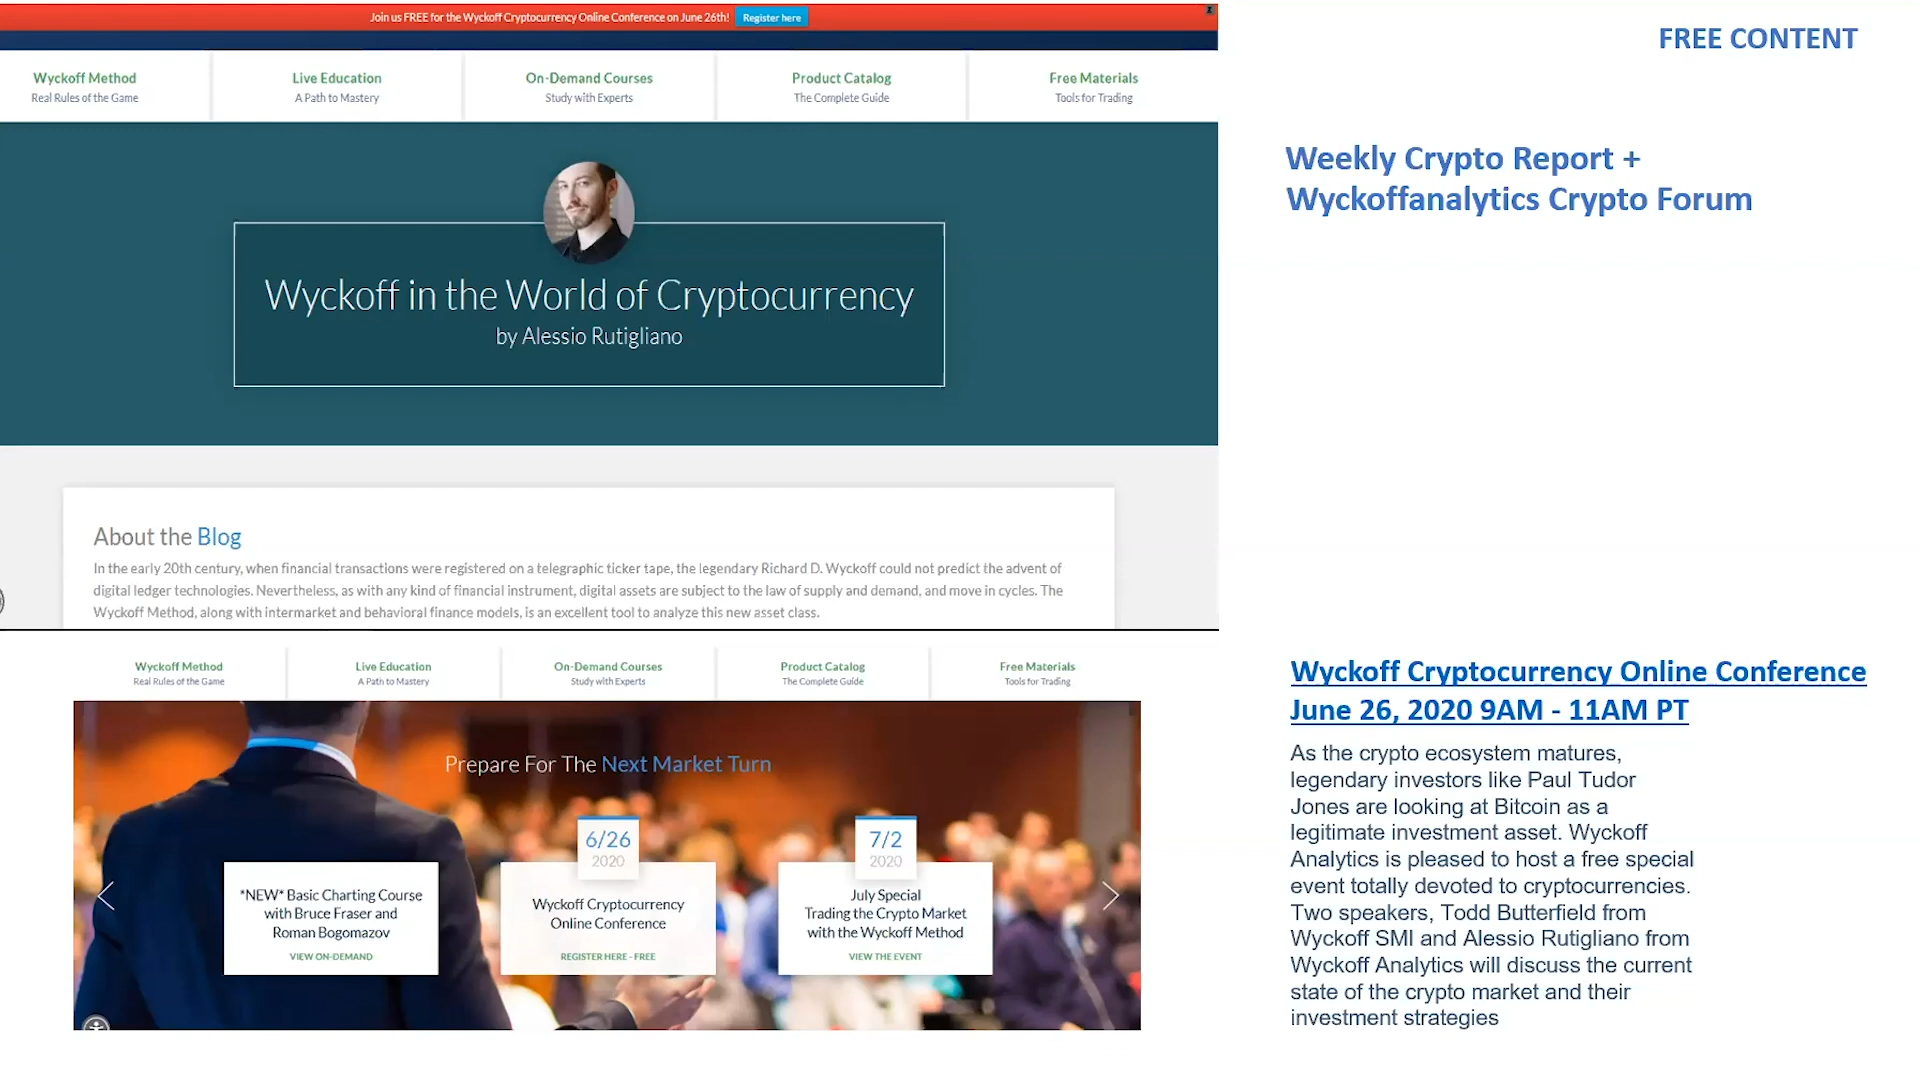 Join us FREE for the Wyckoff Cryptocurrency Online Conference on June 26th! Register here
FREE CONTENT
Wyckoff Method
Real Rules of the Game
Live Education
A Path to Mastery
On-Demand Courses
Study with Experts
Product Catalog
The Complete Guide
Free Materials
Tools for Trading
Weekly Crypto Report +
Wyckoffanalytics Crypto Forum
Wyckoff in the World of Cryptocurrency
by Alessio Rutigliano
About the Blog
In the early 20th century, when financial transactions were registered on a telegraphic ticker tape, the legendary Richard D. Wyckoff could not predict the advent of
digital ledger technologies. Nevertheless, as with any kind of financial instrument, digital assets are subject to the law of supply and demand, and move in cycles. The
Wyckoff Method, along with intermarket and behavioral finance models, is an excellent tool to analyze this new asset class.
Wyckoff Method
Real Rules of the Game
Live Education
A Path to Mastery
On-Demand Courses
Study with Experts
Product Catalog
The Complete Guide
Free Materials
Tools for Trading
Prepare For The Next Market Turn
*NEW* Basic Charting Course
with Bruce Fraser and
Roman Bogomazov
VIEW ON-DEMAND
6/26
2020
Wyckoff Cryptocurrency
Online Conference
REGISTER HERE - FREE
7/2
2020
July Special
Trading the Crypto Market
with the Wyckoff Method
VIEW THE EVENT
Wyckoff Cryptocurrency Online Conference
June 26, 2020 9AM - 11AM PT
As the crypto ecosystem matures,
legendary investors like Paul Tudor
Jones are looking at Bitcoin as a
legitimate investment asset. Wyckoff
Analytics is pleased to host a free special
event totally devoted to cryptocurrencies.
Two speakers, Todd Butterfield from
Wyckoff SMI and Alessio Rutigliano from
Wyckoff Analytics will discuss the current
state of the crypto market and their
investment strategies